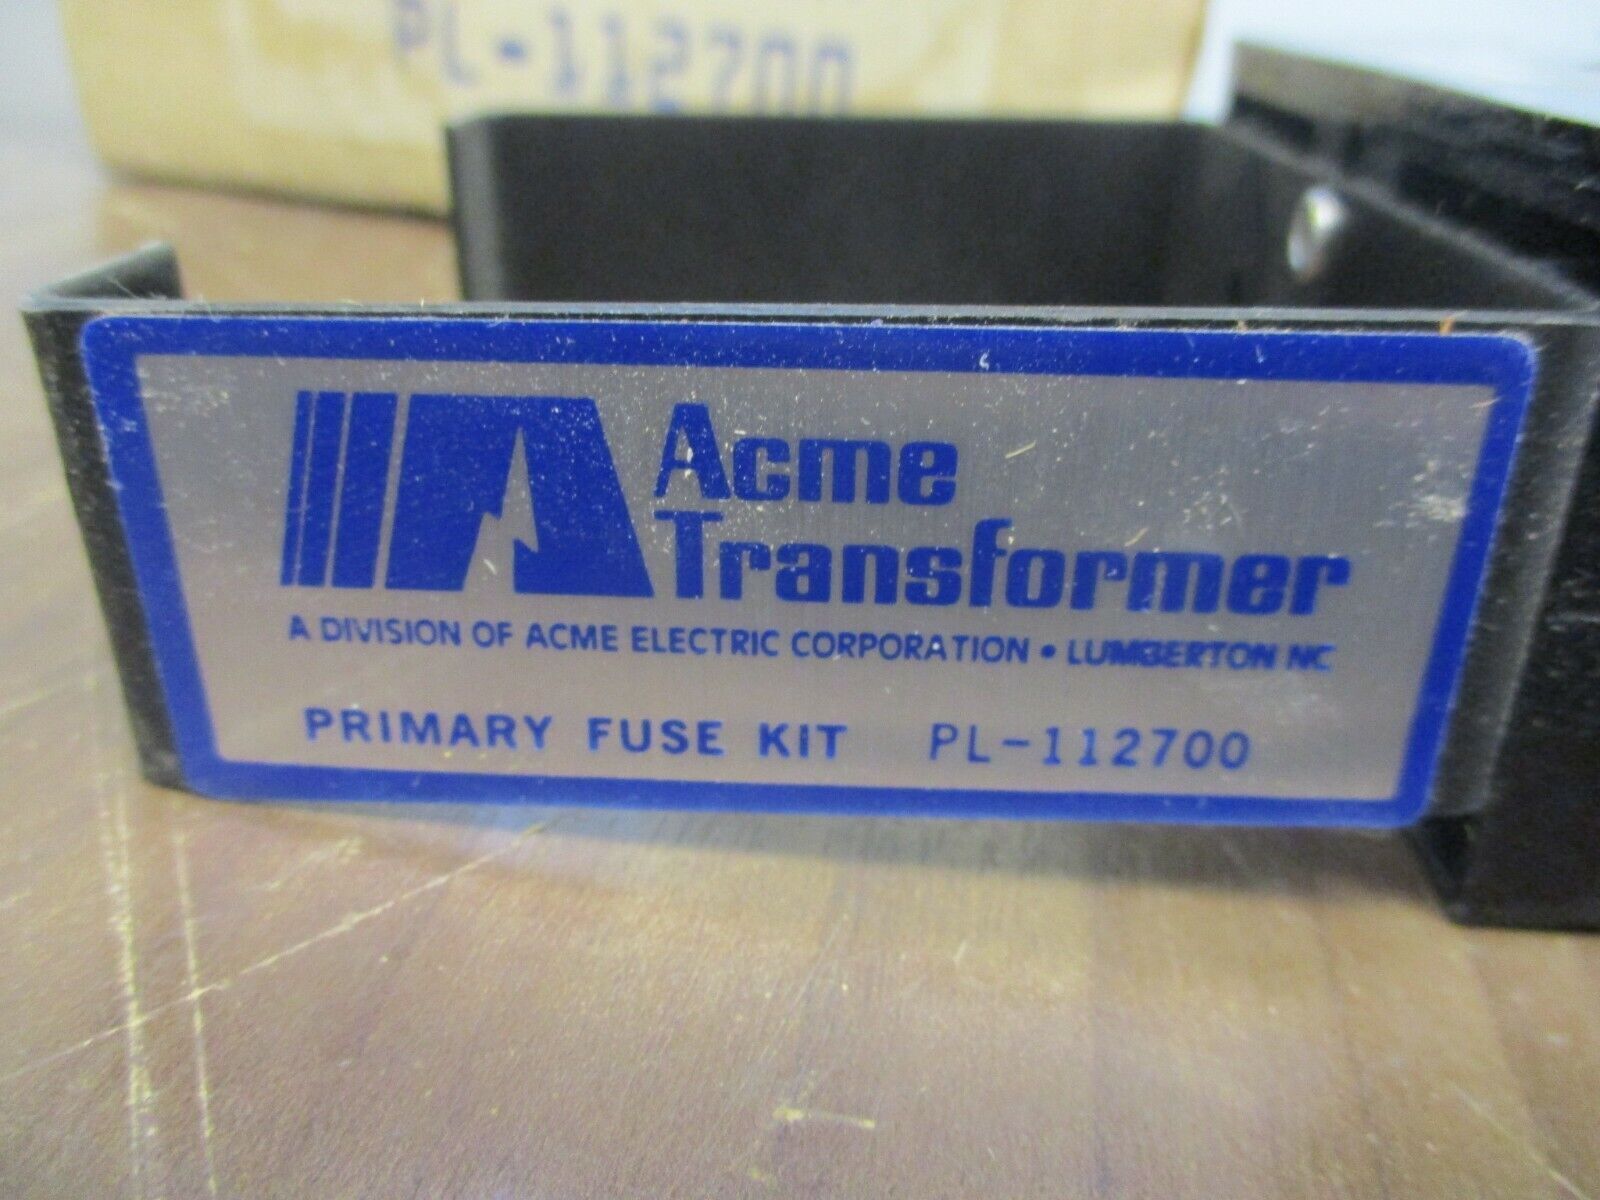 PL-112700
Acme
Transformer
A DIVISION OF ACME ELECTRIC CORPORATION • LUMBERTON NC
PRIMARY FUSE KIT PL-112700